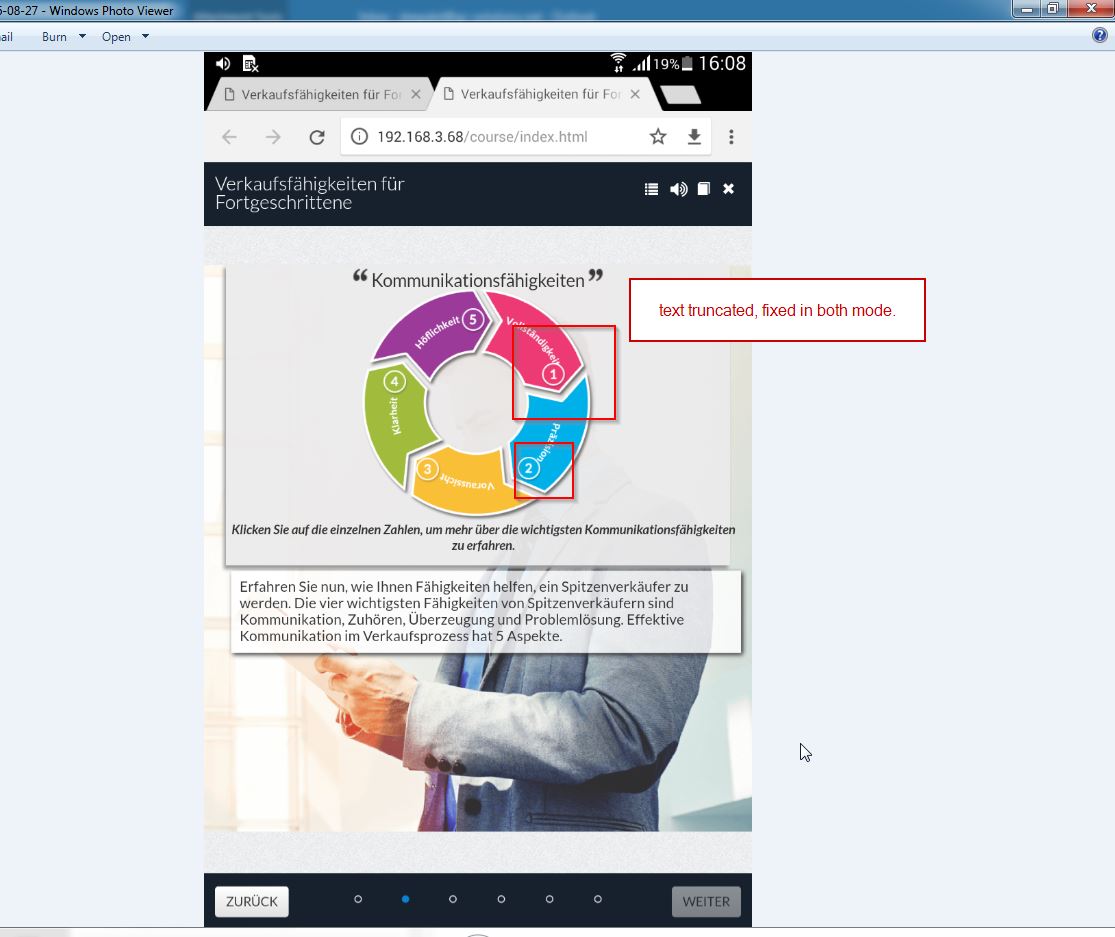 5-08-27 - Windows Photo Viewer
ail Burn Open
19% 16:08
Verkaufsfähigkeiten für For
Verkaufsfähigkeiten für For
192.168.3.68/course/index.html
Verkaufsfähigkeiten für
Fortgeschrittene
“ Kommunikationsfähigkeiten ”
text truncated, fixed in both mode.
Höflichkeit 5
Vollständigkeit
1
4
Klarheit
Präzision
2
3
Voraussicht
Klicken Sie auf die einzelnen Zahlen, um mehr über die wichtigsten Kommunikationsfähigkeiten
zu erfahren.
Erfahren Sie nun, wie Ihnen Fähigkeiten helfen, ein Spitzenverkäufer zu
werden. Die vier wichtigsten Fähigkeiten von Spitzenverkäufern sind
Kommunikation, Zuhören, Überzeugung und Problemlösung. Effektive
Kommunikation im Verkaufsprozess hat 5 Aspekte.
ZURÜCK
WEITER